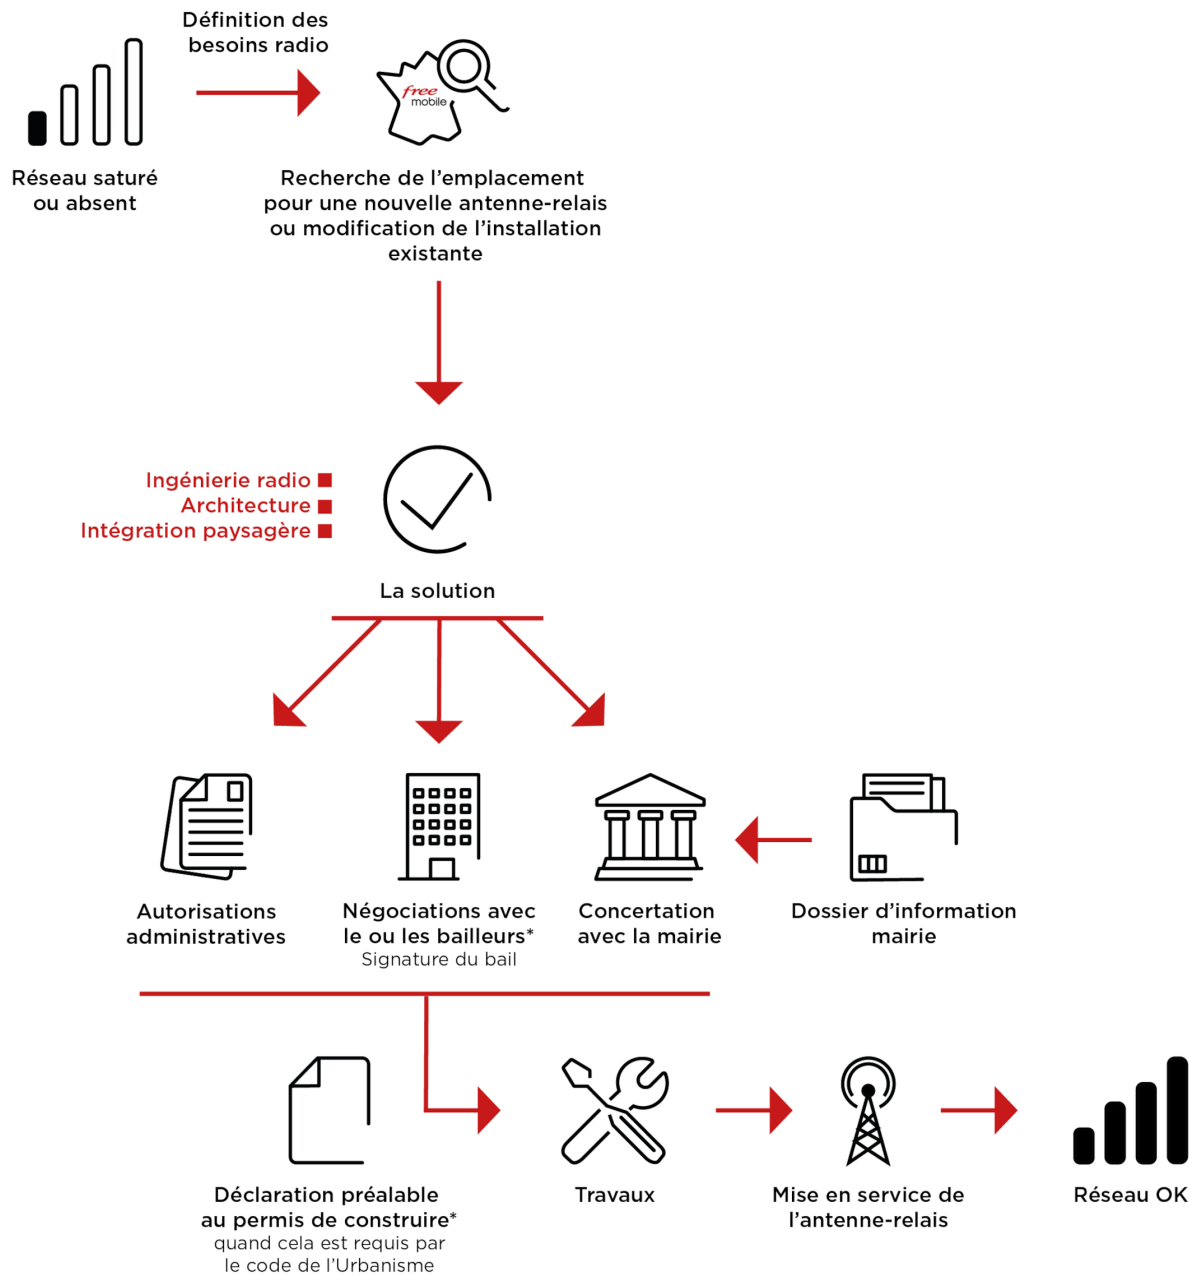 Définition des
besoins radio
free
mobile
Réseau saturé
ou absent
Recherche de l’emplacement
pour une nouvelle antenne-relais
ou modification de l’installation
existante
Ingénierie radio
Architecture
Intégration paysagère
La solution
Autorisations
administratives
Négociations avec
le ou les bailleurs*
Signature du bail
Concertation
avec la mairie
Dossier d’information
mairie
Déclaration préalable
au permis de construire*
quand cela est requis par
le code de l’Urbanisme
Travaux
Mise en service de
l’antenne-relais
Réseau OK